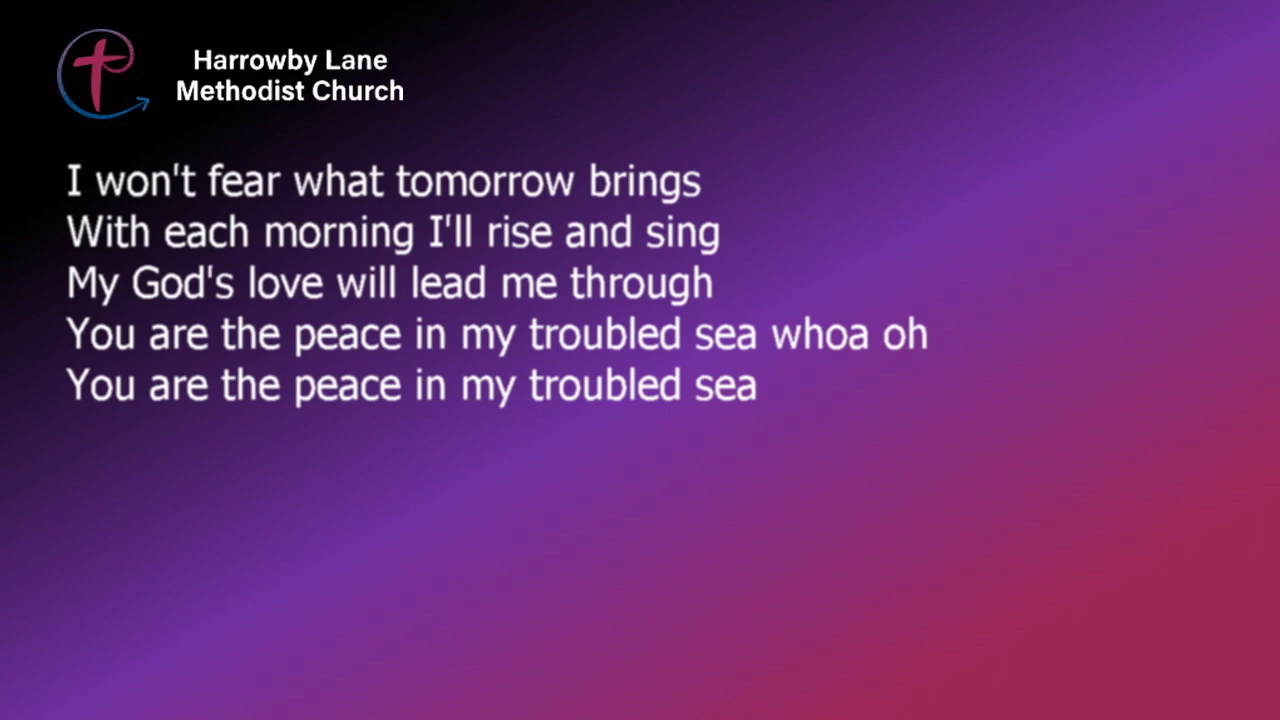 Harrowby Lane
Methodist Church
I won't fear what tomorrow brings
With each morning I'll rise and sing
My God's love will lead me through
You are the peace in my troubled sea whoa oh
You are the peace in my troubled sea